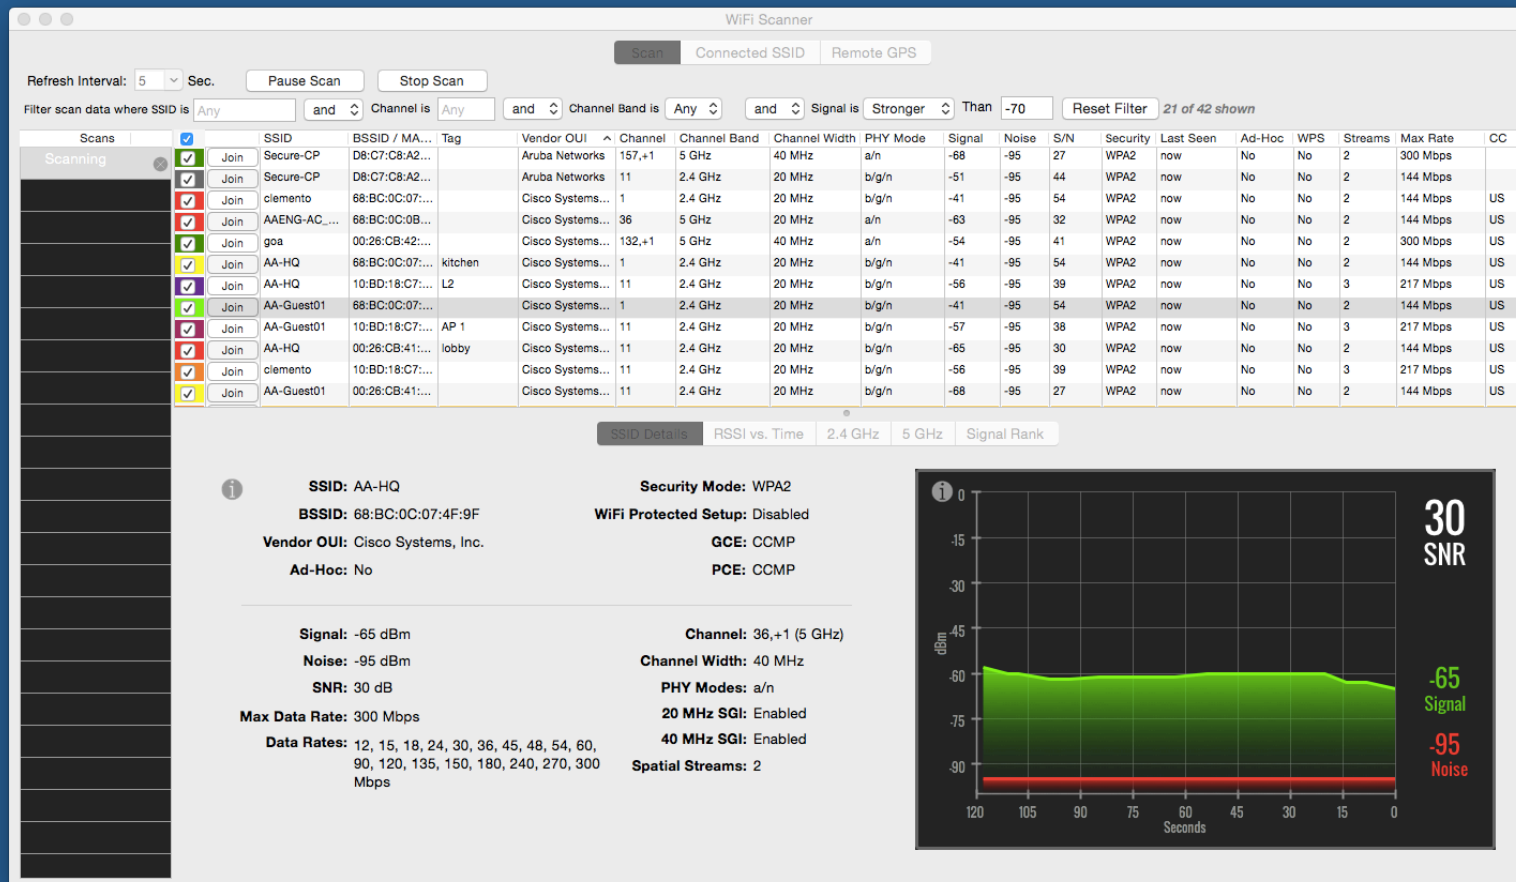 WiFi Scanner
Scan Connected SSID Remote GPS
Refresh Interval: 5 Sec. Pause Scan Stop Scan
Filter scan data where SSID is Any and Channel is Any and Channel Band is Any and Signal is Stronger Than -70 Reset Filter 21 of 42 shown
Scans SSID BSSID / MA... Tag Vendor OUI Channel Channel Band Channel Width PHY Mode Signal Noise S/N Security Last Seen Ad-Hoc WPS Streams Max Rate CC
Scanning
Join Secure-CP D8:C7:C8:A2... Aruba Networks 157,+1 5 GHz 40 MHz a/n -68 -95 27 WPA2 now No No 2 300 Mbps
Join Secure-CP D8:C7:C8:A2... Aruba Networks 11 2.4 GHz 20 MHz b/g/n -51 -95 44 WPA2 now No No 2 144 Mbps
Join clemento 68:BC:0C:07:... Cisco Systems... 1 2.4 GHz 20 MHz b/g/n -41 -95 54 WPA2 now No No 2 144 Mbps US
Join AAENG-AC_... 68:BC:0C:0B... Cisco Systems... 36 5 GHz 20 MHz a/n -63 -95 32 WPA2 now No No 2 144 Mbps US
Join goa 00:26:CB:42:... Cisco Systems... 132,+1 5 GHz 40 MHz a/n -54 -95 41 WPA2 now No No 2 300 Mbps US
Join AA-HQ 68:BC:0C:07:... kitchen Cisco Systems... 1 2.4 GHz 20 MHz b/g/n -41 -95 54 WPA2 now No No 2 144 Mbps US
Join AA-HQ 10:BD:18:C7:... L2 Cisco Systems... 11 2.4 GHz 20 MHz b/g/n -56 -95 39 WPA2 now No No 3 217 Mbps US
Join AA-Guest01 68:BC:0C:07:... Cisco Systems... 1 2.4 GHz 20 MHz b/g/n -41 -95 54 WPA2 now No No 2 144 Mbps US
Join AA-Guest01 10:BD:18:C7:... AP 1 Cisco Systems... 11 2.4 GHz 20 MHz b/g/n -57 -95 38 WPA2 now No No 3 217 Mbps US
Join AA-HQ 00:26:CB:41:... lobby Cisco Systems... 11 2.4 GHz 20 MHz b/g/n -65 -95 30 WPA2 now No No 2 144 Mbps US
Join clemento 10:BD:18:C7:... Cisco Systems... 11 2.4 GHz 20 MHz b/g/n -56 -95 39 WPA2 now No No 3 217 Mbps US
Join AA-Guest01 00:26:CB:41:... Cisco Systems... 11 2.4 GHz 20 MHz b/g/n -68 -95 27 WPA2 now No No 2 144 Mbps US
SSID Details RSSI vs. Time 2.4 GHz 5 GHz Signal Rank
SSID: AA-HQ
BSSID: 68:BC:0C:07:4F:9F
Vendor OUI: Cisco Systems, Inc.
Ad-Hoc: No
Security Mode: WPA2
WiFi Protected Setup: Disabled
GCE: CCMP
PCE: CCMP
Signal: -65 dBm
Noise: -95 dBm
SNR: 30 dB
Max Data Rate: 300 Mbps
Data Rates: 12, 15, 18, 24, 30, 36, 45, 48, 54, 60,
90, 120, 135, 150, 180, 240, 270, 300
Mbps
Channel: 36,+1 (5 GHz)
Channel Width: 40 MHz
PHY Modes: a/n
20 MHz SGI: Enabled
40 MHz SGI: Enabled
Spatial Streams: 2
0
-15
-30
-45
-60
-75
-90
dBm
120 105 90 75 60 45 30 15 0
Seconds
30
SNR
-65
Signal
-95
Noise